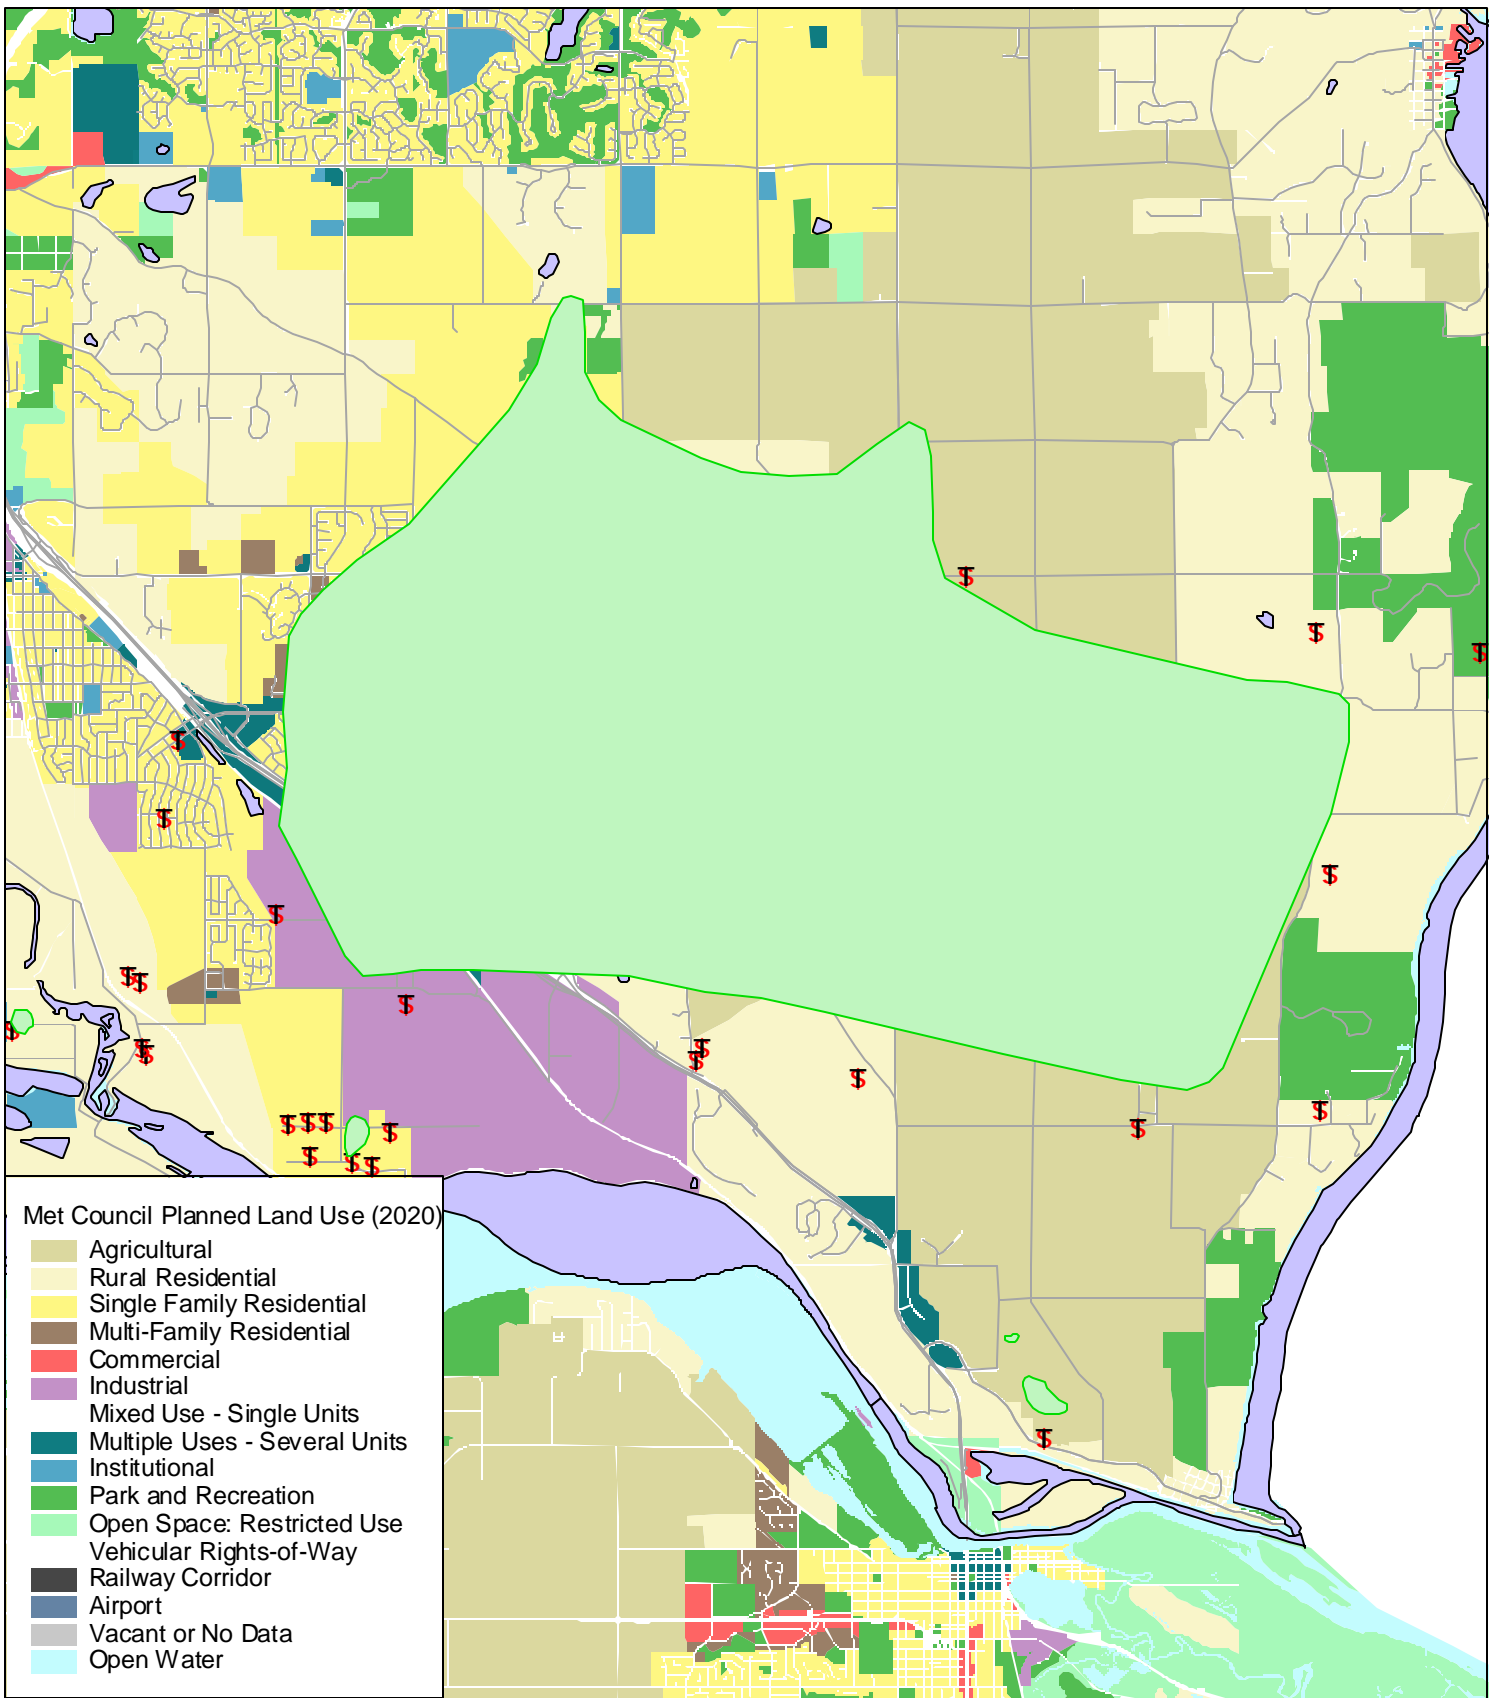 Met Council Planned Land Use (2020)
Agricultural
Rural Residential
Single Family Residential
Multi-Family Residential
Commercial
Industrial
Mixed Use - Single Units
Multiple Uses - Several Units
Institutional
Park and Recreation
Open Space: Restricted Use
Vehicular Rights-of-Way
Railway Corridor
Airport
Vacant or No Data
Open Water